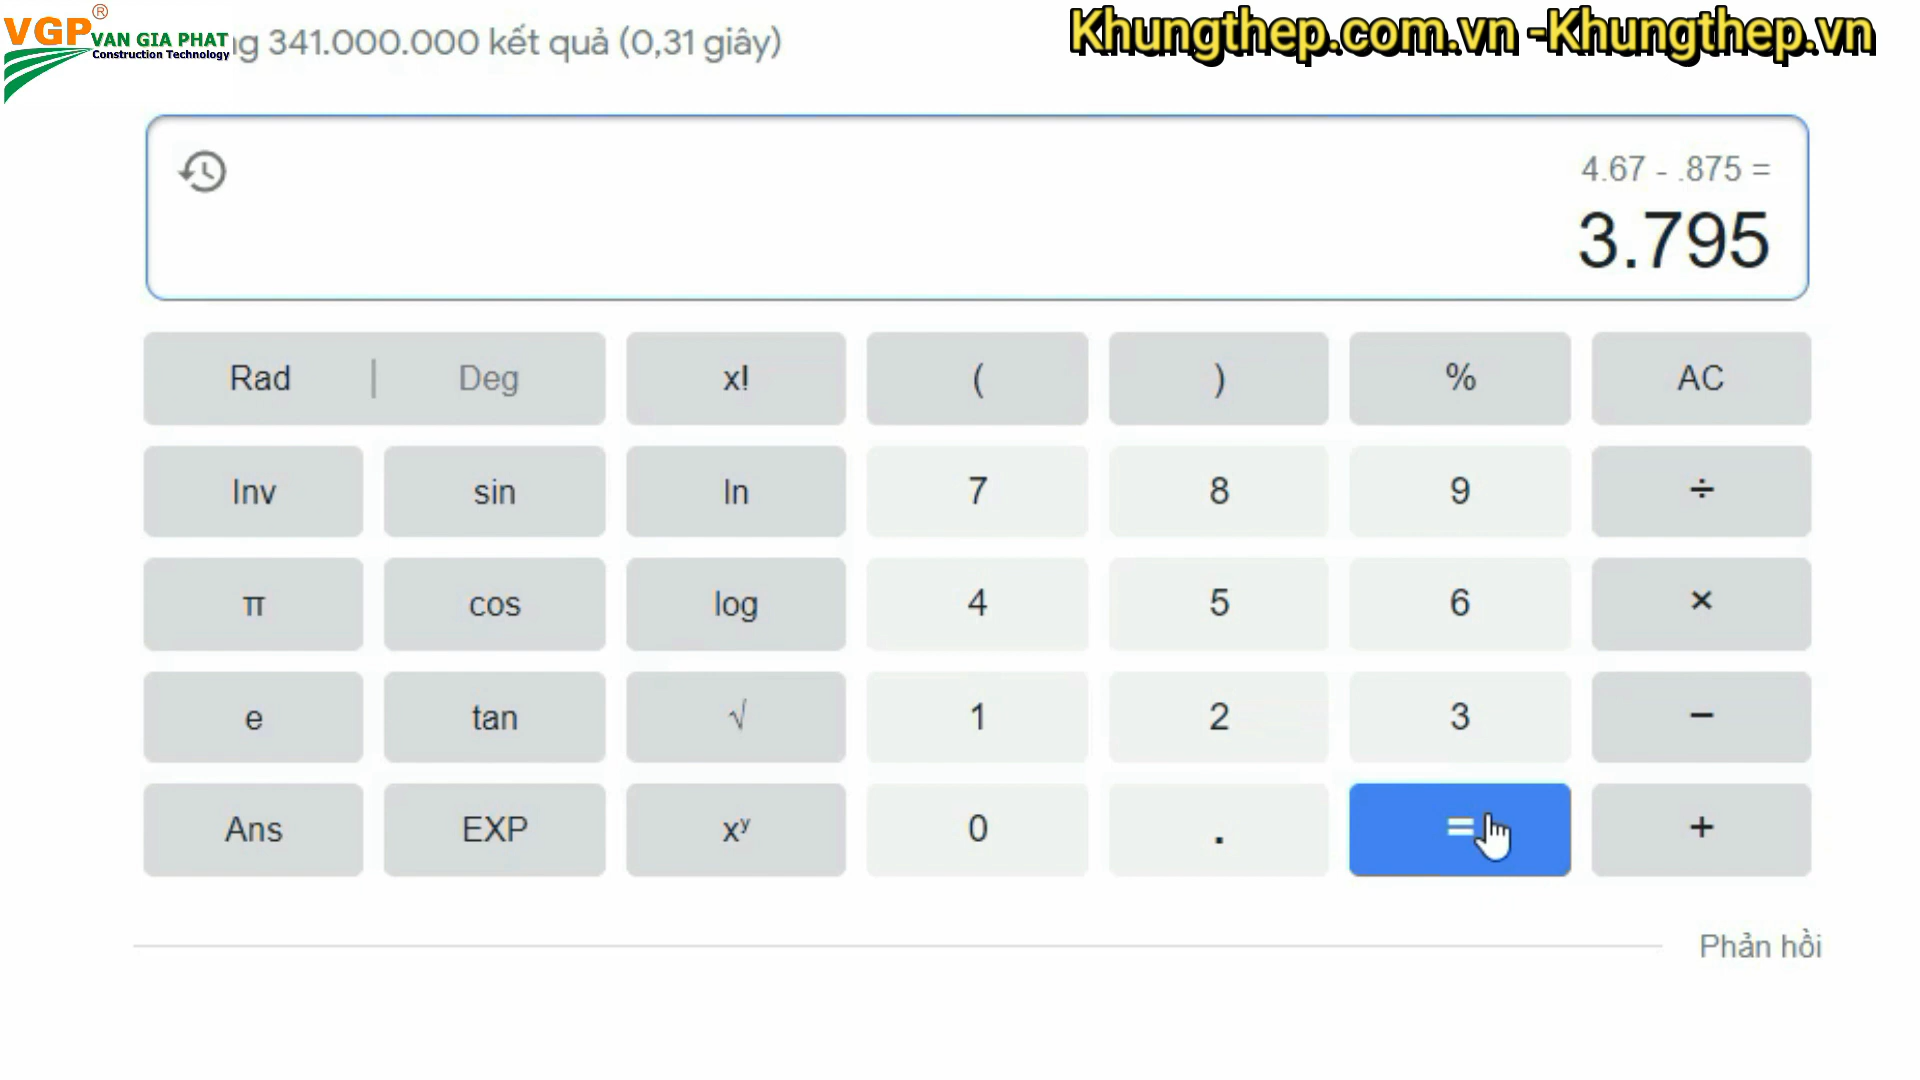 VGP®
VAN GIA PHAT
Construction Technology
ng 341.000.000 kết quả (0,31 giây)
Khungthep.com.vn -Khungthep.vn
4.67 - .875 =
3.795
Rad | Deg x! ( ) % AC
Inv sin ln 7 8 9 ÷
π cos log 4 5 6 ×
e tan √ 1 2 3 −
Ans EXP xʸ 0 . = +
Phản hồi